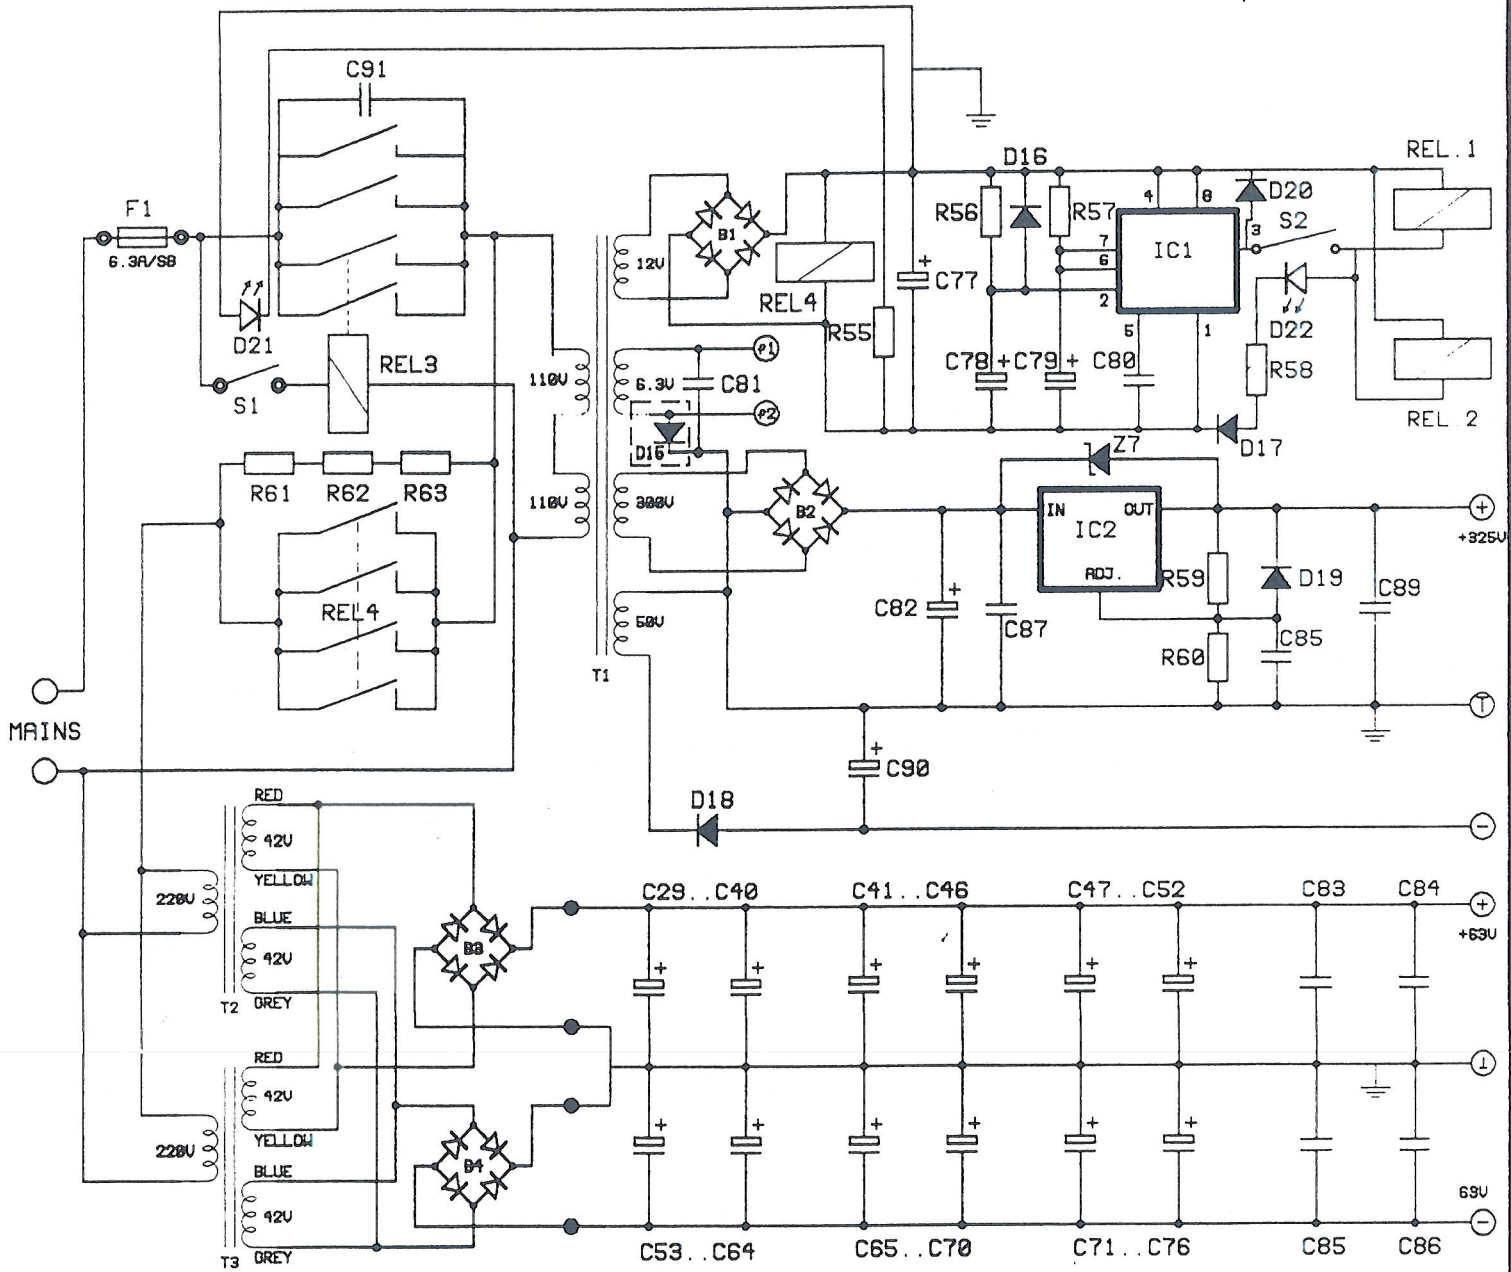 C91
F1
6.3A/SB
D21
REL3
S1
R61 R62 R63
REL4
MAINS
110V
110V
12V
6.3V
300V
50V
T1
B1
REL4
P1
P2
C81
D15
B2
R55
C77
D16
R56
R57
C78
C79
C80
IC1
4
8
7
6
2
3
5
1
D20
S2
D22
R58
D17
REL.1
REL.2
Z7
IN
OUT
IC2
ADJ.
R59
D19
C89
C82
C87
R60
C85
+
+325V
C90
D18
-
RED
42V
YELLOW
220V
BLUE
42V
GREY
T2
RED
42V
YELLOW
220V
BLUE
42V
GREY
T3
B3
B4
C29..C40 C41..C46 C47..C52 C83 C84
+
+63V
63V
-
C53..C64 C65..C70 C71..C76 C85 C86